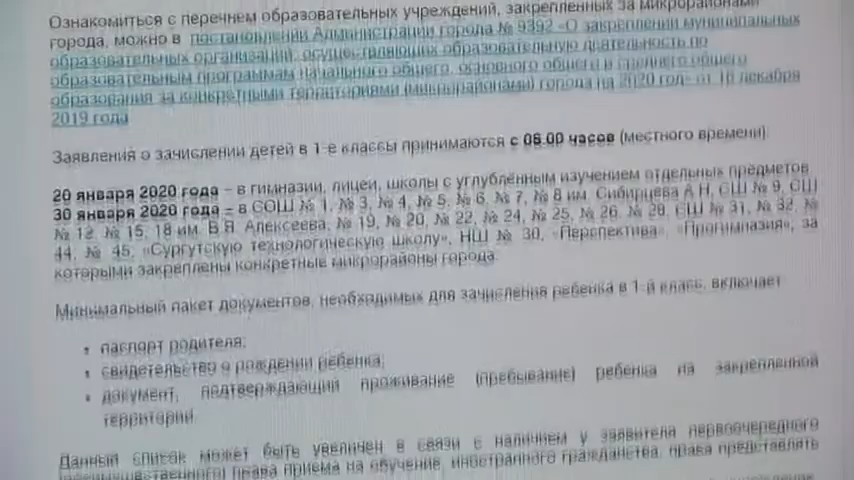 Ознакомиться с перечнем образовательных учреждений, закрепленных за микрорайонами
города, можно в постановлении Администрации города № 9392 «О закреплении муниципальных
образовательных организаций, осуществляющих образовательную деятельность по
образовательным программам начального общего, основного общего и среднего общего
образования за конкретными территориями (микрорайонами) города на 2020 год» от 16 декабря
2019 года
Заявления о зачислении детей в 1-е классы принимаются с 06.00 часов (местного времени):
20 января 2020 года – в гимназии, лицеи, школы с углубленным изучением отдельных предметов
30 января 2020 года – в СОШ № 1, № 3, № 4, № 5, № 6, № 7, № 8 им. Сибирцева А.Н, СШ № 9, СШ
№ 12, № 15, 18 им. В.Я. Алексеева, № 19, № 20, № 22, № 24, № 25, № 26, № 28, СШ № 31, № 32, №
44, № 45, «Сургутскую технологическую школу», НШ № 30, «Перспектива», «Прогимназия», за
которыми закреплены конкретные микрорайоны города.
Минимальный пакет документов, необходимых для зачисления ребенка в 1-й класс, включает:
• паспорт родителя;
• свидетельство о рождении ребенка;
• документ, подтверждающий проживание (пребывание) ребенка на закрепленной
территории.
Данный список может быть увеличен в связи с наличием у заявителя первоочередного
права приема на обучение, иностранного гражданства, права представлять